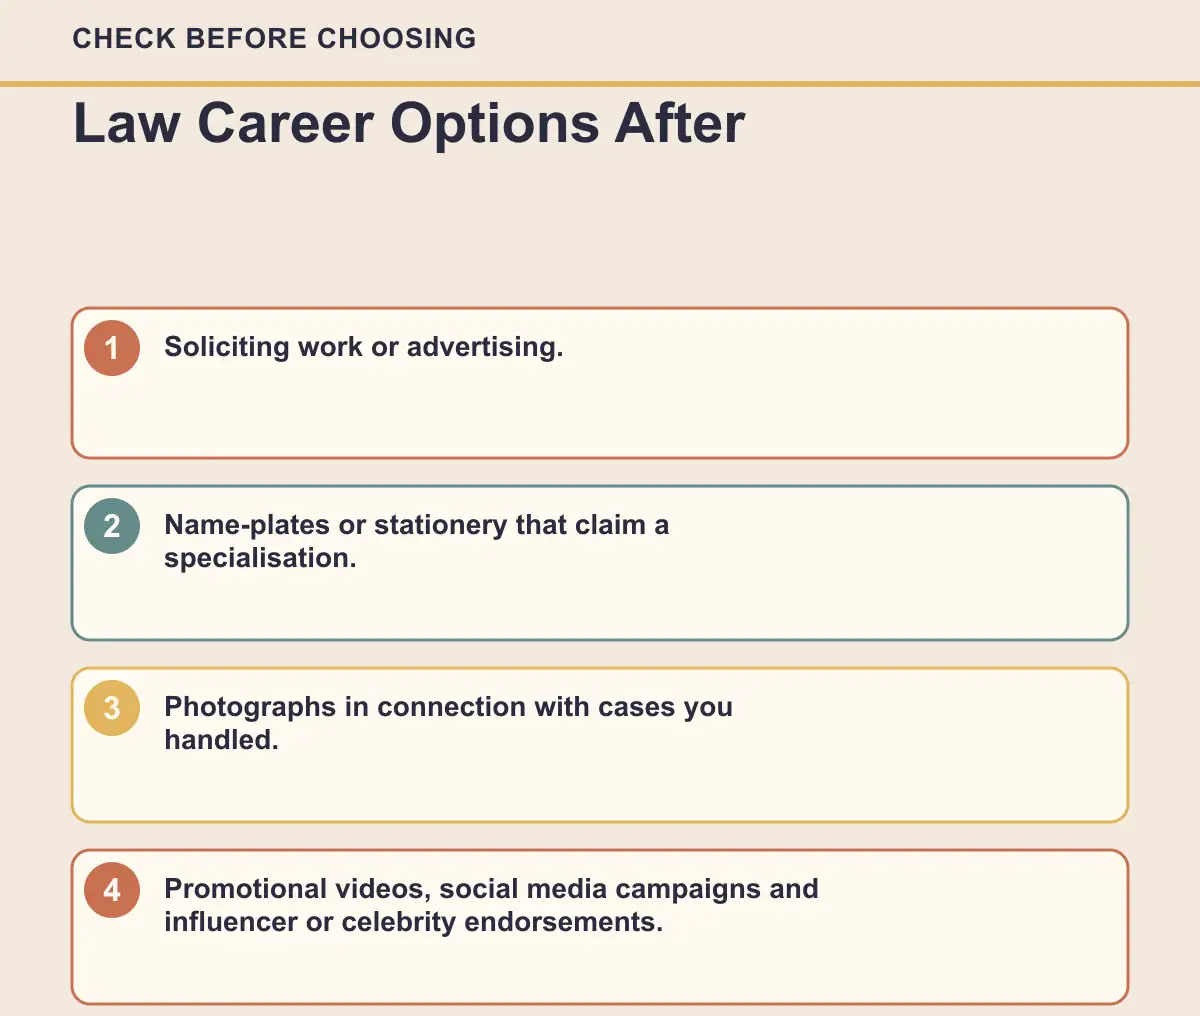 CHECK BEFORE CHOOSING
Law Career Options After
1 Soliciting work or advertising.
2 Name-plates or stationery that claim a
specialisation.
3 Photographs in connection with cases you
handled.
4 Promotional videos, social media campaigns and
influencer or celebrity endorsements.